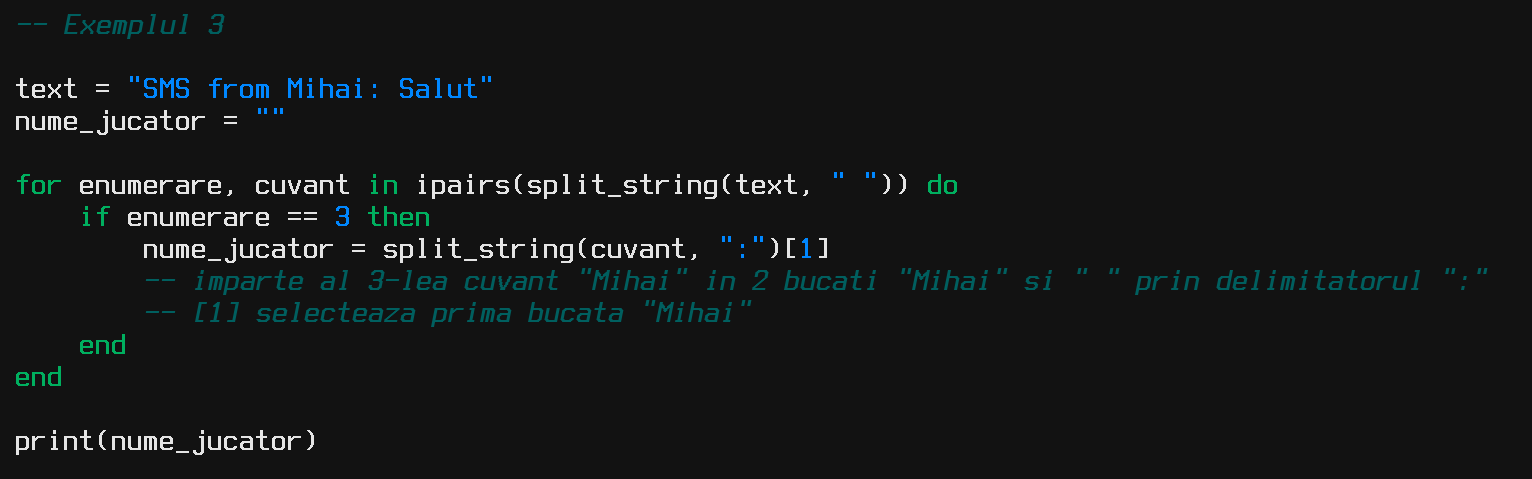 -- Exemplul 3
text = "SMS from Mihai: Salut"
nume_jucator = ""
for enumerare, cuvant in ipairs(split_string(text, " ")) do
if enumerare == 3 then
nume_jucator = split_string(cuvant, ":")[1]
-- imparte al 3-lea cuvant "Mihai" in 2 bucati "Mihai" si " " prin delimitatorul ":"
-- [1] selecteaza prima bucata "Mihai"
end
end
print(nume_jucator)